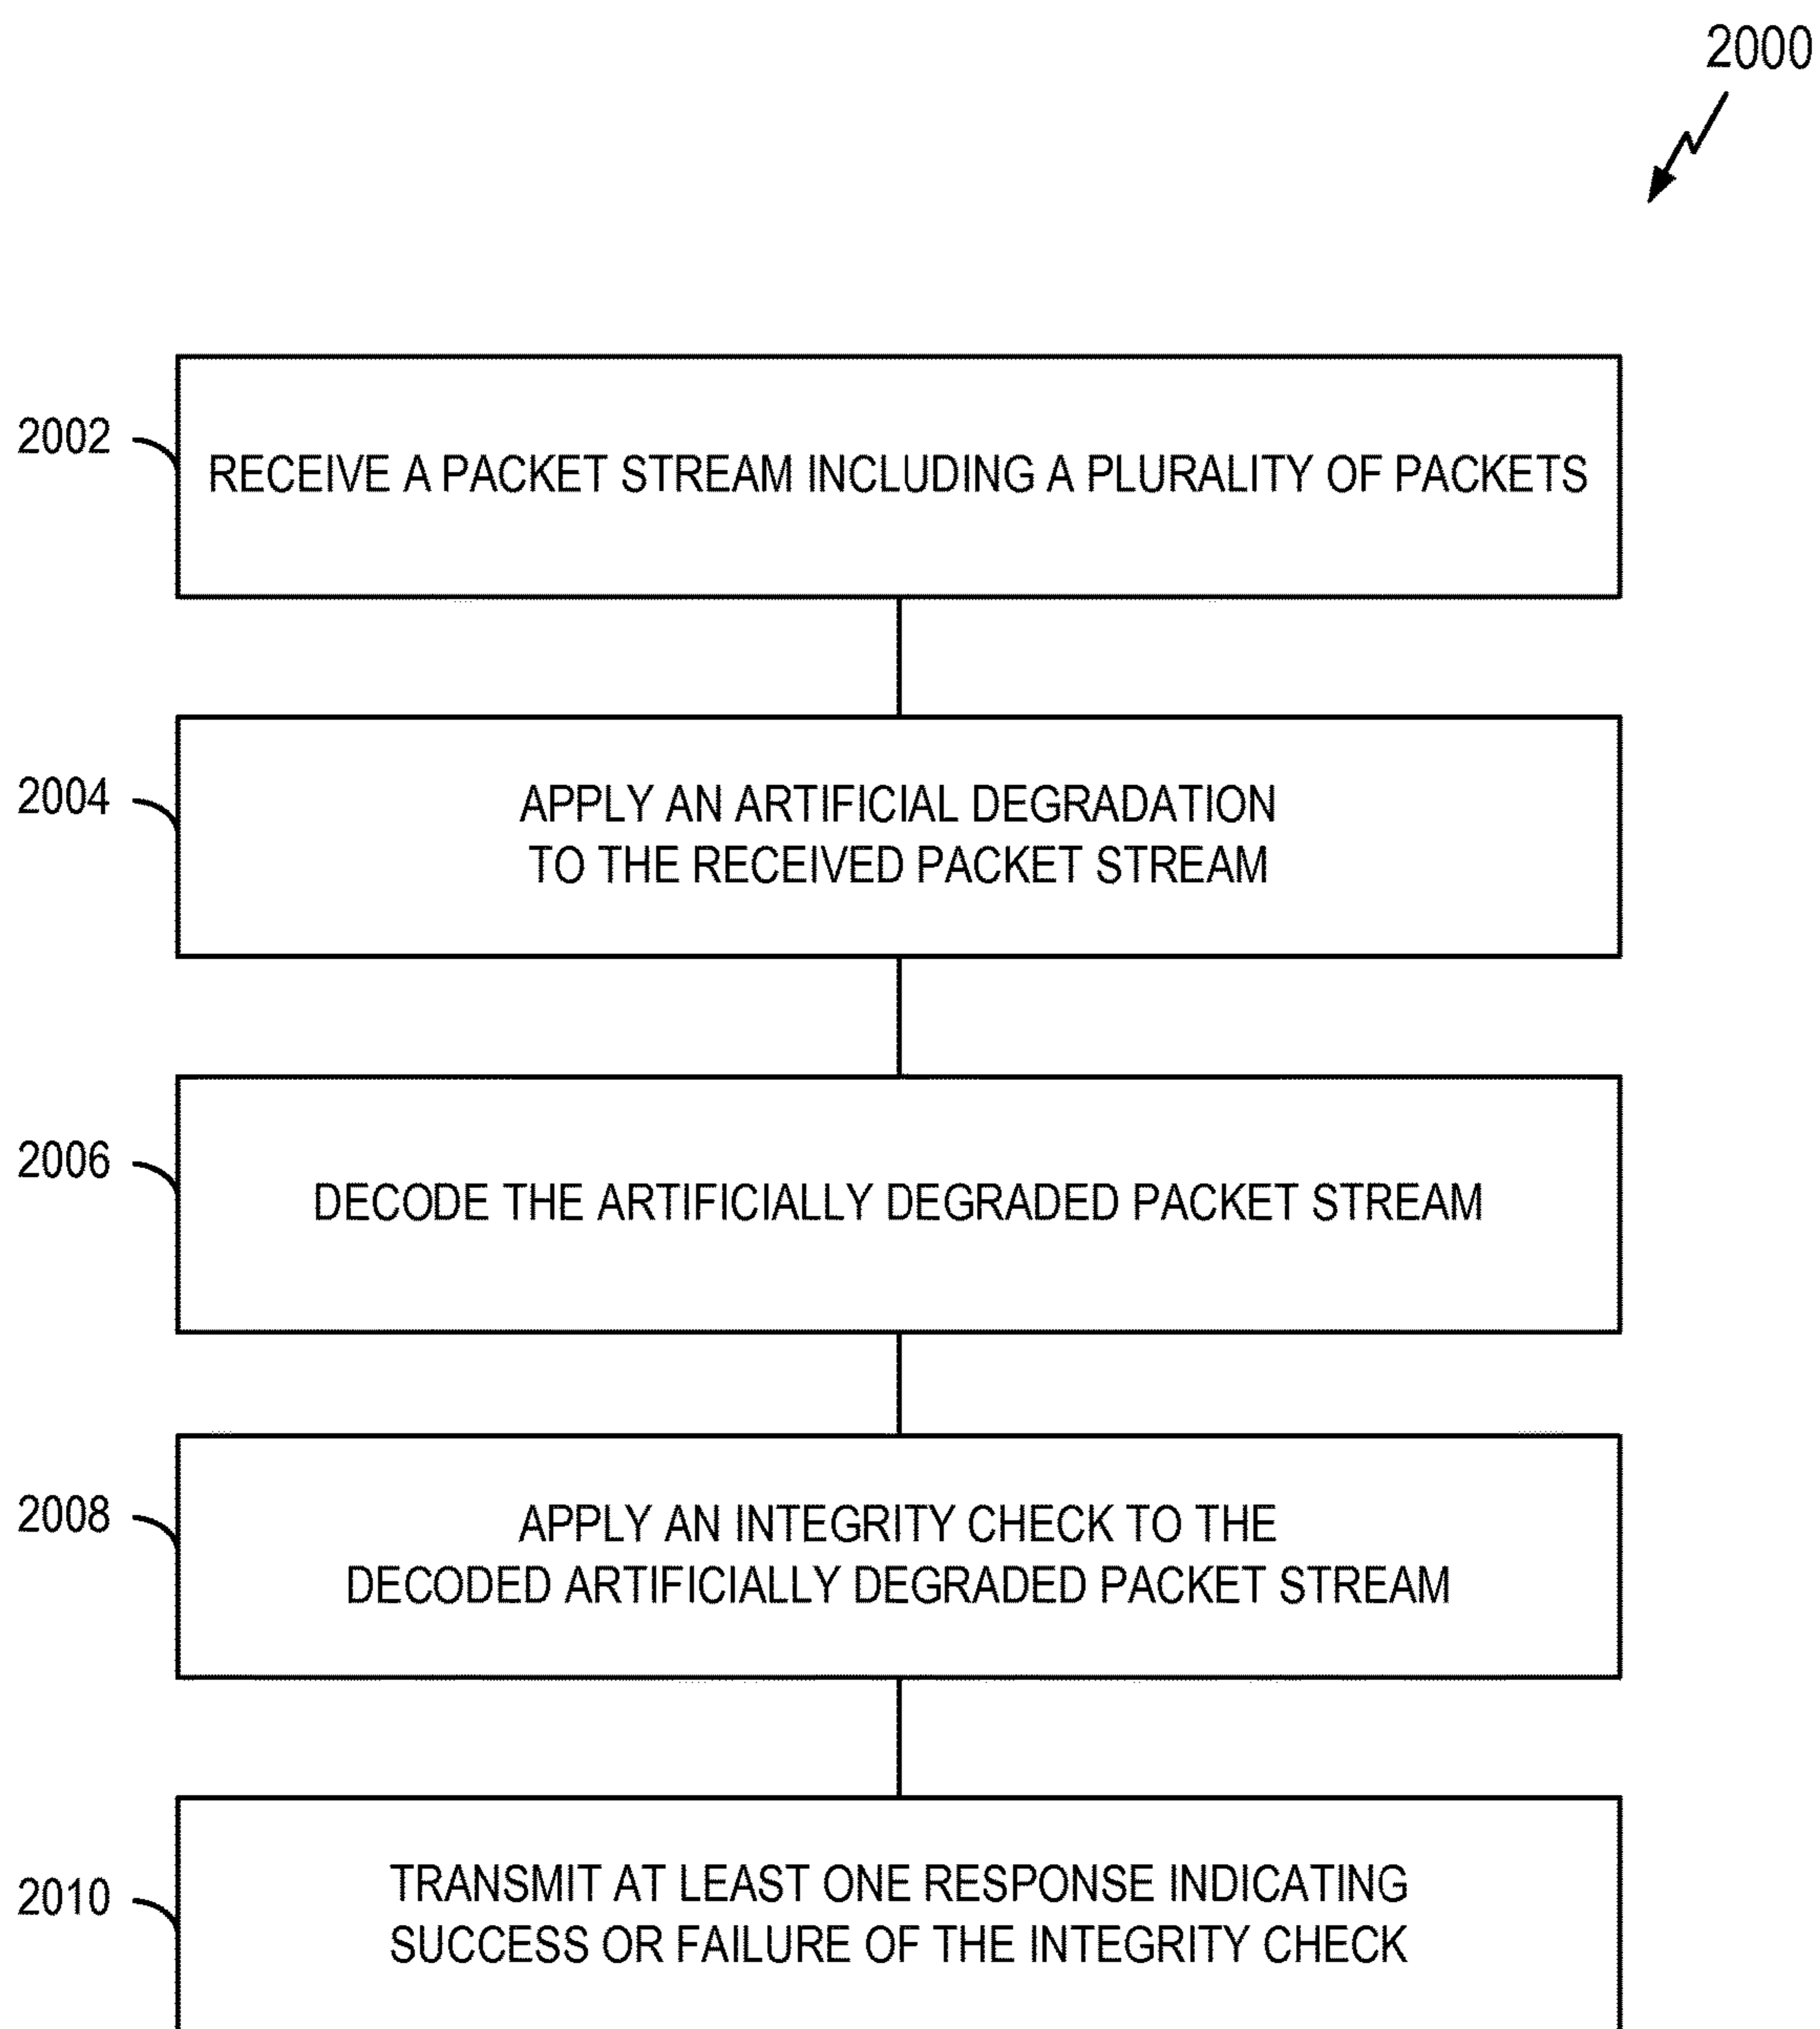 2000
2002
RECEIVE A PACKET STREAM INCLUDING A PLURALITY OF PACKETS
2004
APPLY AN ARTIFICIAL DEGRADATION
TO THE RECEIVED PACKET STREAM
2006
DECODE THE ARTIFICIALLY DEGRADED PACKET STREAM
2008
APPLY AN INTEGRITY CHECK TO THE
DECODED ARTIFICIALLY DEGRADED PACKET STREAM
2010
TRANSMIT AT LEAST ONE RESPONSE INDICATING
SUCCESS OR FAILURE OF THE INTEGRITY CHECK